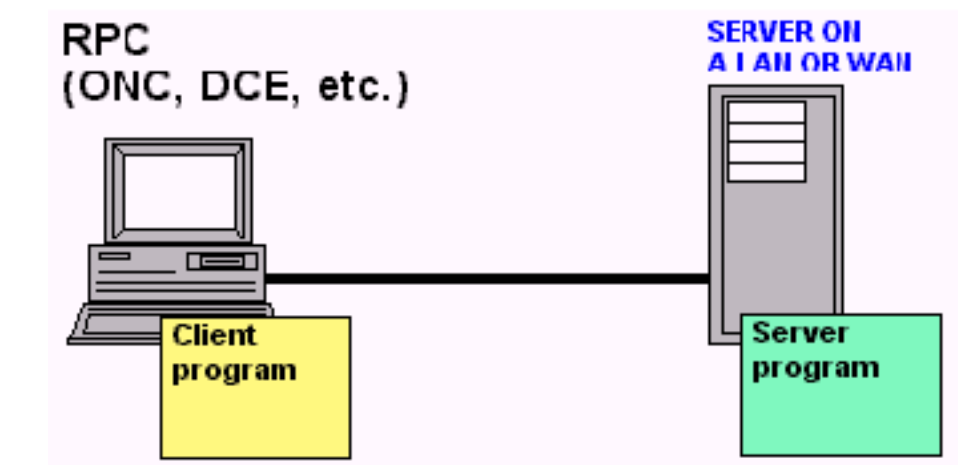 RPC
(ONC, DCE, etc.)
SERVER ON
A LAN OR WAN
Client
program
Server
program